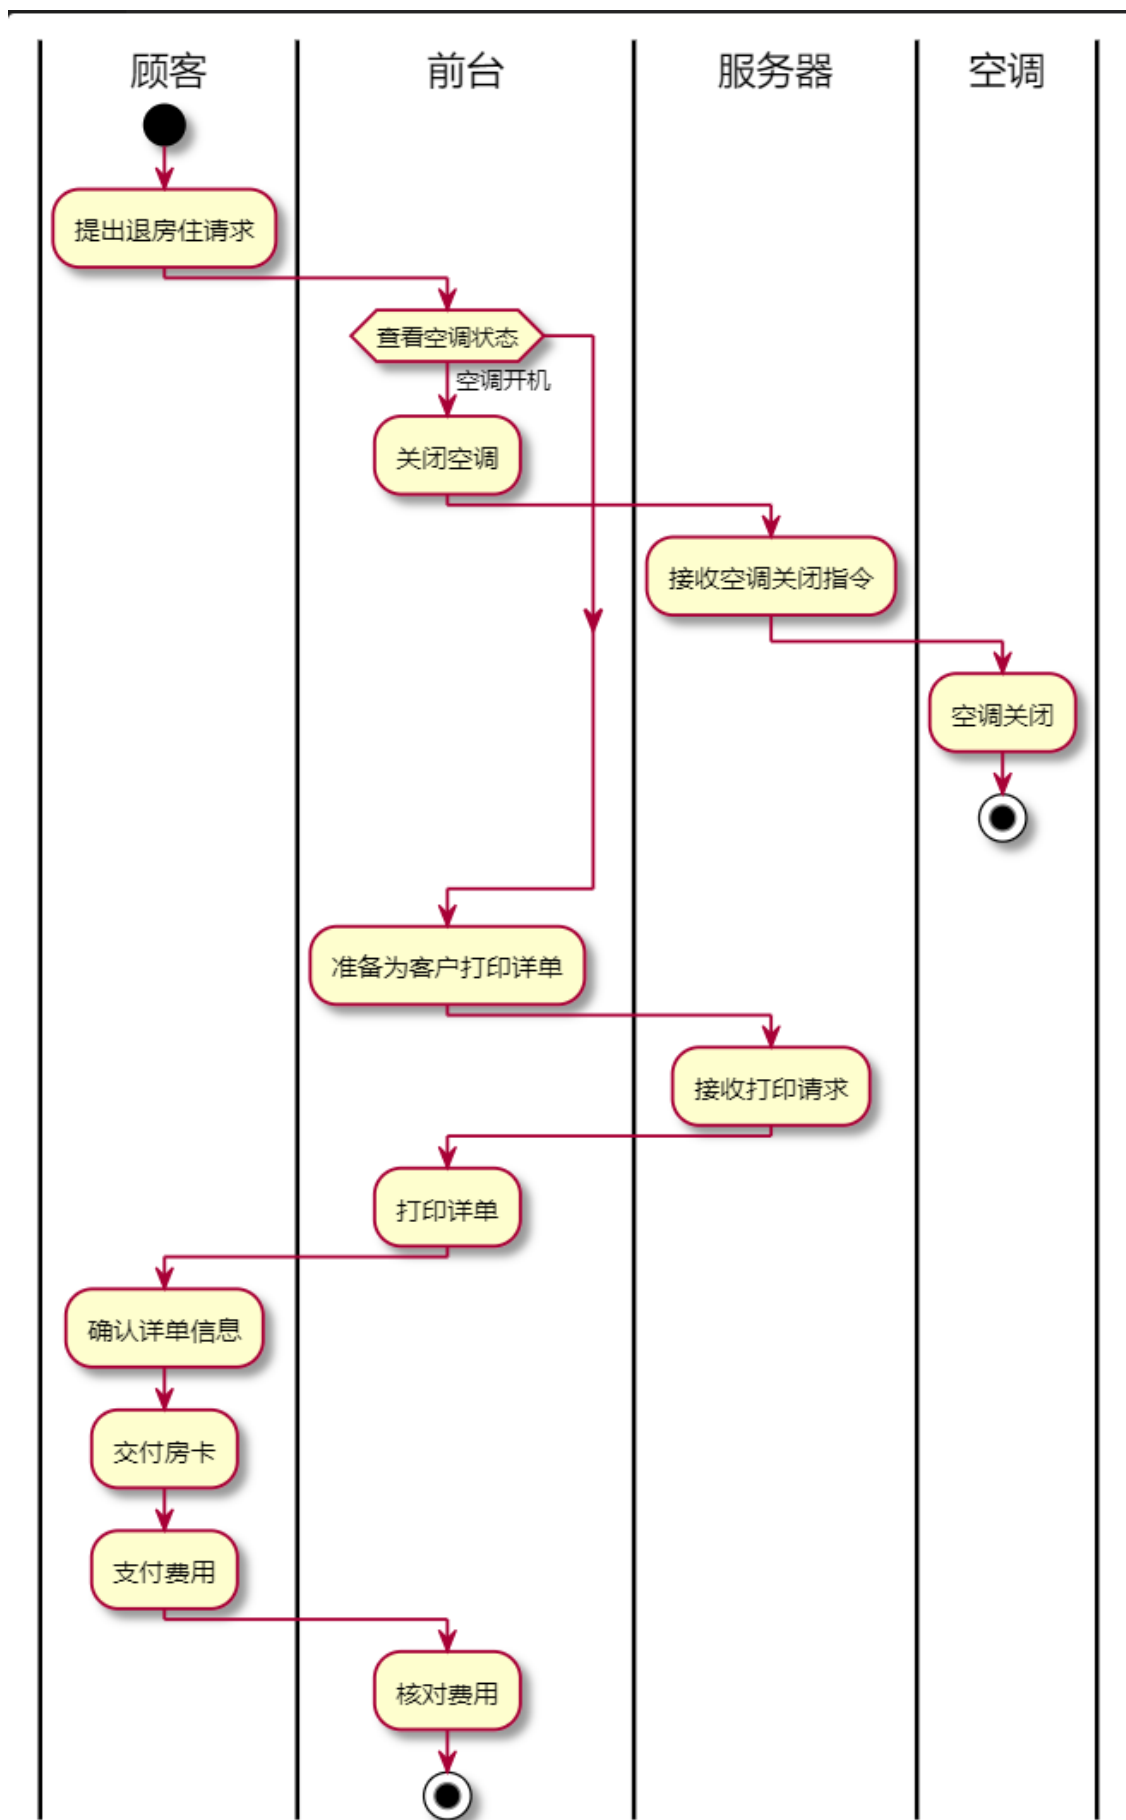 顾客
前台
服务器
空调
提出退房住请求
查看空调状态
空调开机
关闭空调
接收空调关闭指令
空调关闭
准备为客户打印详单
接收打印请求
打印详单
确认详单信息
交付房卡
支付费用
核对费用